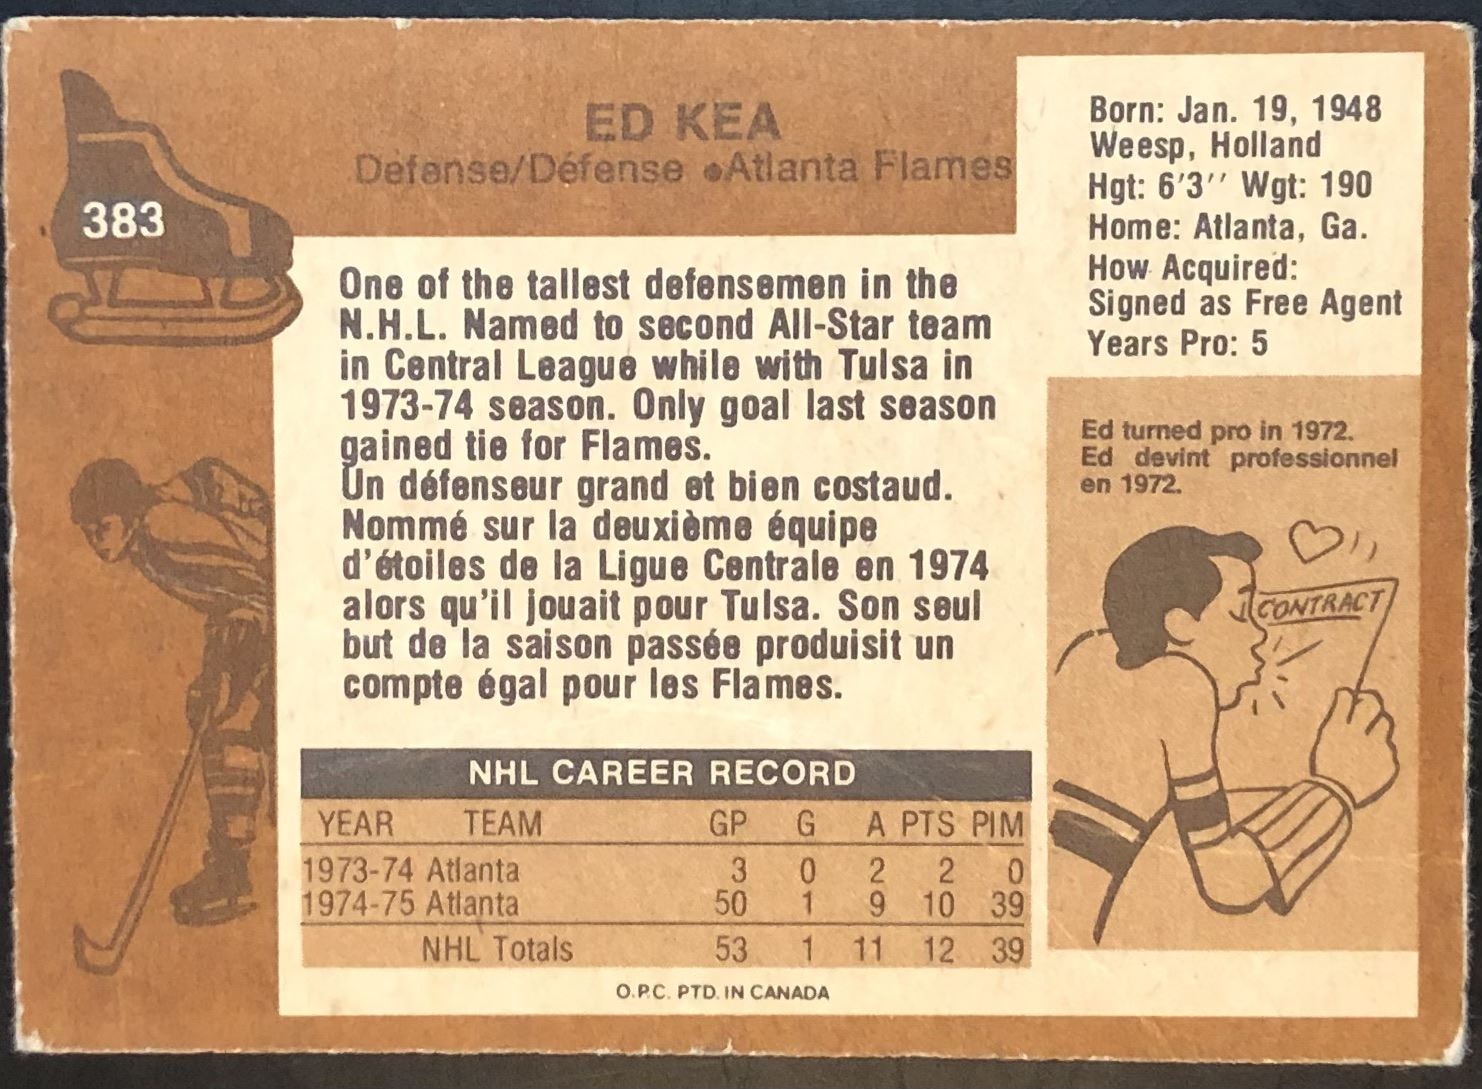 383
ED KEA
Defense/Défense • Atlanta Flames
Born: Jan. 19, 1948
Weesp, Holland
Hgt: 6'3'' Wgt: 190
Home: Atlanta, Ga.
How Acquired:
Signed as Free Agent
Years Pro: 5
One of the tallest defensemen in the
N.H.L. Named to second All-Star team
in Central League while with Tulsa in
1973-74 season. Only goal last season
gained tie for Flames.
Un défenseur grand et bien costaud.
Nommé sur la deuxième équipe
d'étoiles de la Ligue Centrale en 1974
alors qu'il jouait pour Tulsa. Son seul
but de la saison passée produisit un
compte égal pour les Flames.
Ed turned pro in 1972.
Ed devint professionnel
en 1972.
CONTRACT
NHL CAREER RECORD
YEAR TEAM GP G A PTS PIM
1973-74 Atlanta 3 0 2 2 0
1974-75 Atlanta 50 1 9 10 39
NHL Totals 53 1 11 12 39
O.P.C. PTD. IN CANADA